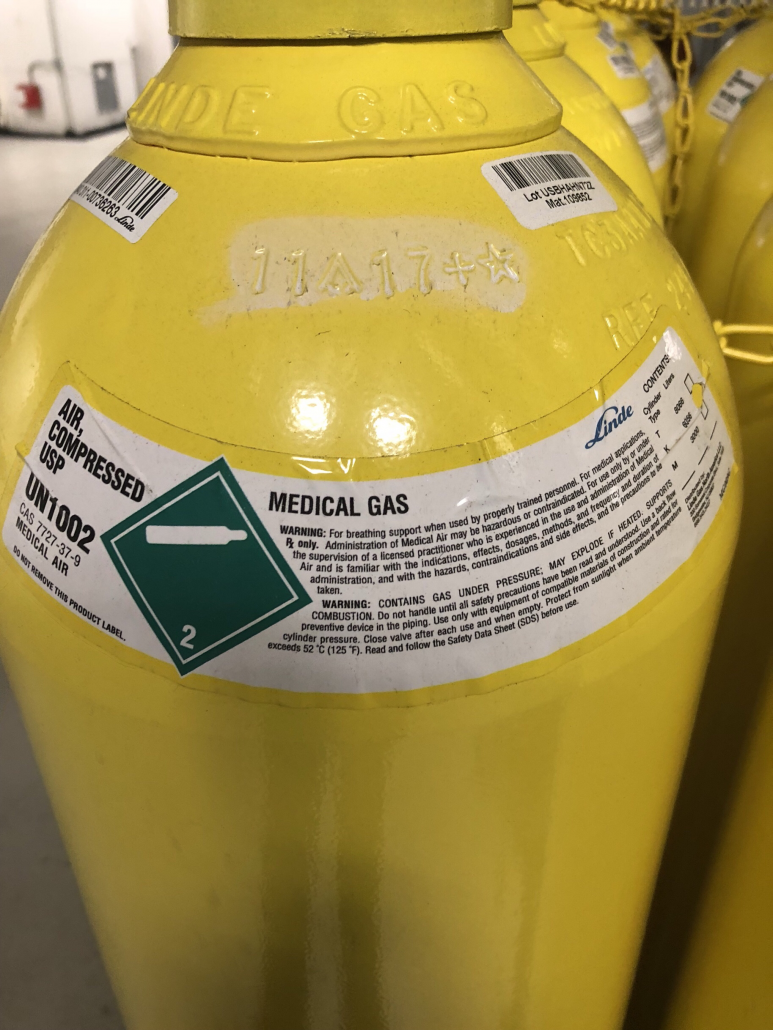 LINDE GAS
Lot USBHAHN72Z
Mat.109852
Linde
11 17+☆
TC3A
RE
AIR,
COMPRESSED
USP
UN1002
CAS 7727-37-9
MEDICAL AIR
DO NOT REMOVE THIS PRODUCT LABEL.
2
MEDICAL GAS
WARNING: For breathing support when used by properly trained personnel. For medical applications,
℞ only. Administration of Medical Air may be hazardous or contraindicated. For use only by or under
the supervision of a licensed practitioner who is experienced in the use and administration of Medical
Air and is familiar with the indications, effects, dosages, methods, and frequency and duration of
administration, and with the hazards, contraindications and side effects, and the precautions to be
taken.
WARNING: CONTAINS GAS UNDER PRESSURE; MAY EXPLODE IF HEATED. SUPPORTS
COMBUSTION. Do not handle until all safety precautions have been read and understood. Use a back flow
preventive device in the piping. Use only with equipment of compatible materials of construction and rated for
cylinder pressure. Close valve after each use and when empty. Protect from sunlight when ambient temperature
exceeds 52 °C (125 °F). Read and follow the Safety Data Sheet (SDS) before use.
Linde
CONTENTS:
Cylinder Liters
Type
T
K
M